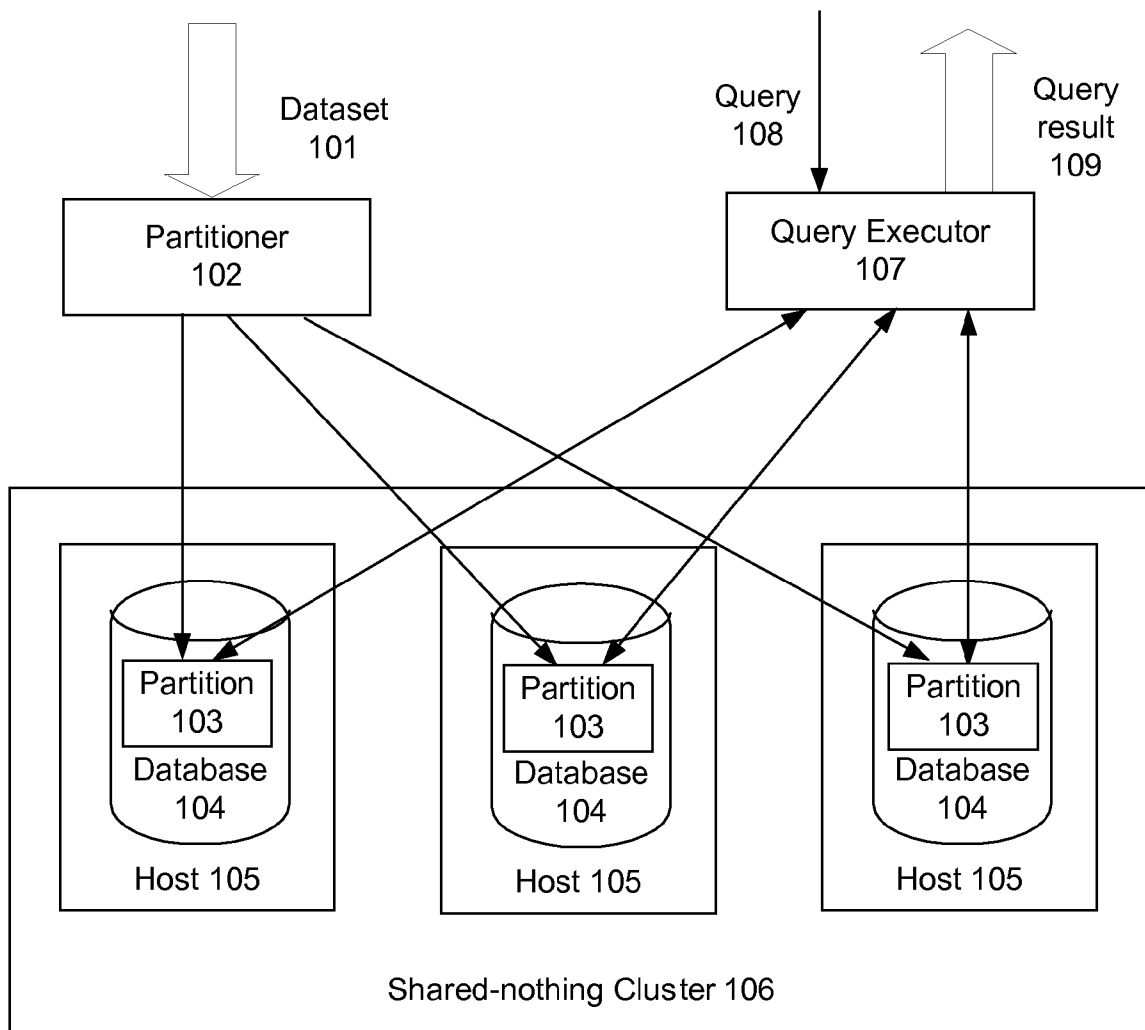 Dataset
101
Query
108
Query
result
109
Partitioner
102
Query Executor
107
Partition
103
Database
104
Host 105
Partition
103
Database
104
Host 105
Partition
103
Database
104
Host 105
Shared-nothing Cluster 106